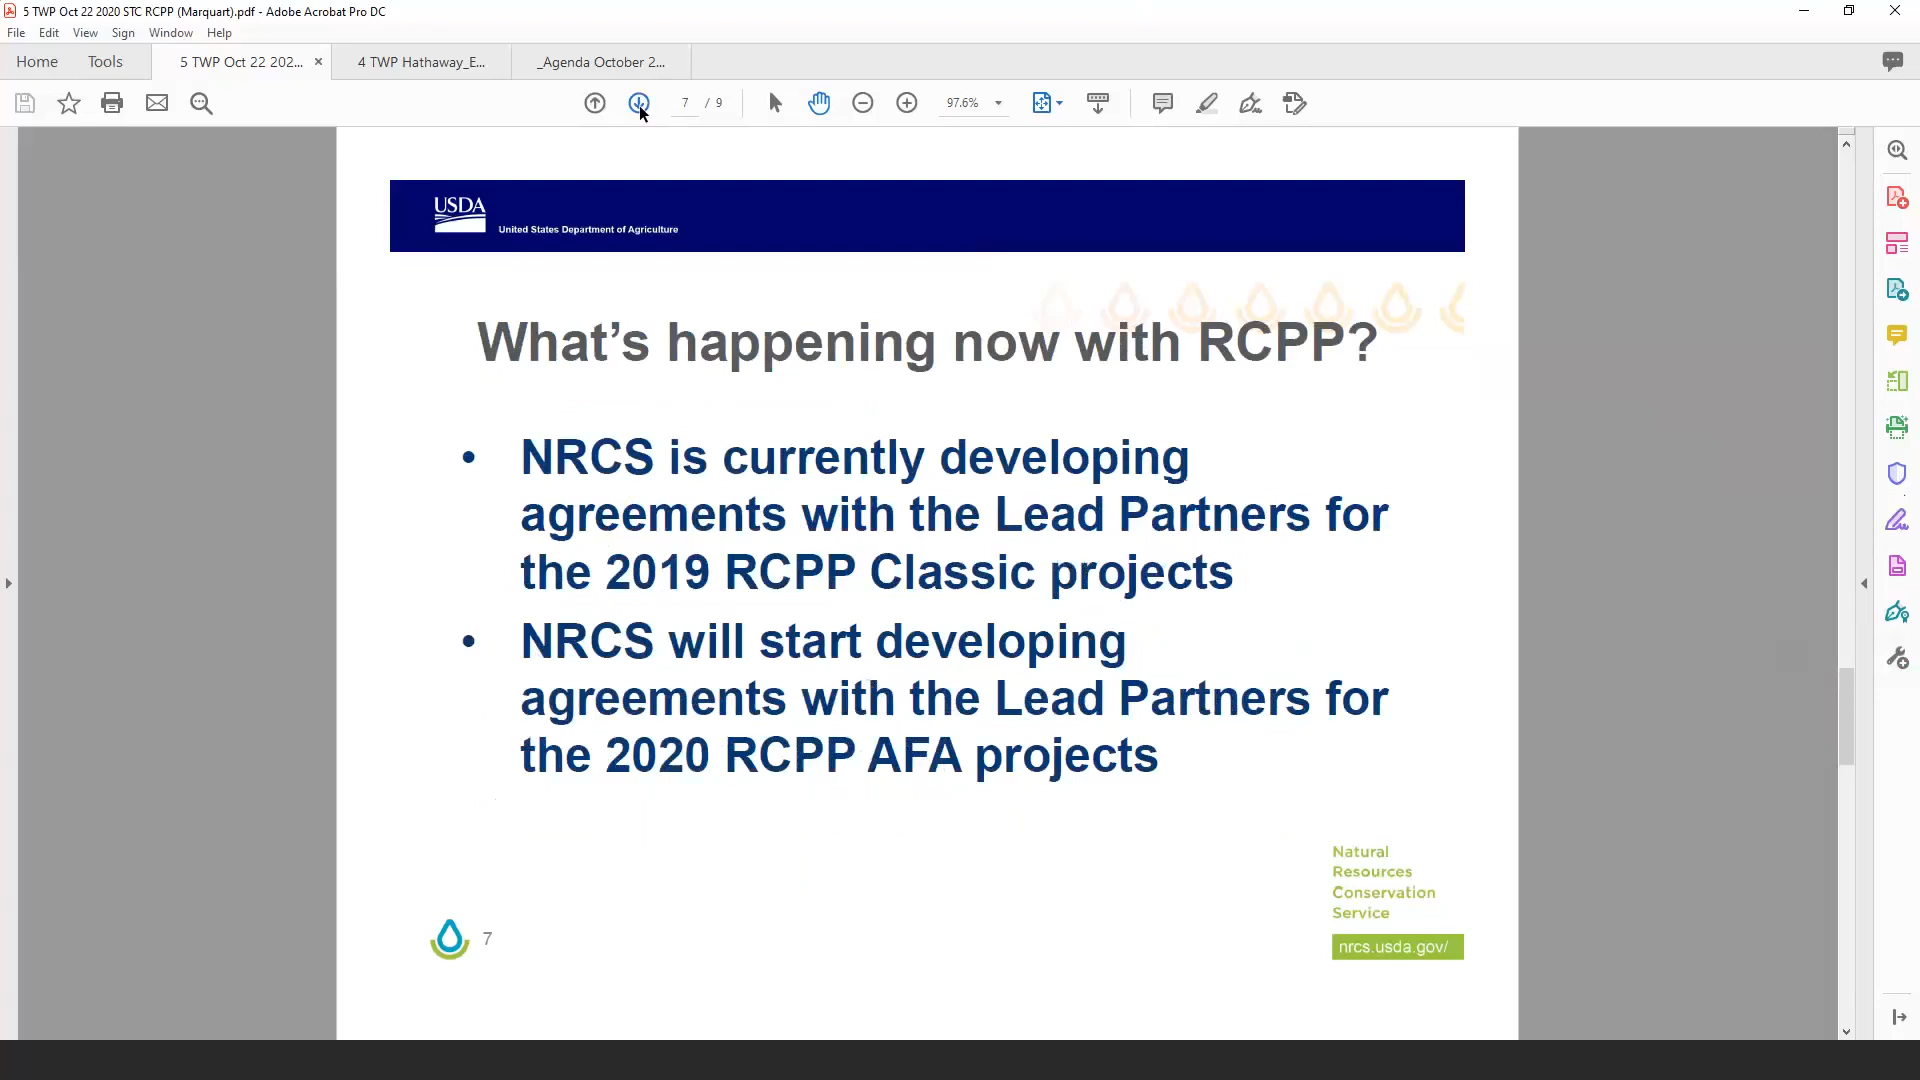 5 TWP Oct 22 2020 STC RCPP (Marquart).pdf - Adobe Acrobat Pro DC
File Edit View Sign Window Help
Home Tools 5 TWP Oct 22 202... × 4 TWP Hathaway_E... _Agenda October 2...
7 / 9 97.6%
USDA
United States Department of Agriculture
What's happening now with RCPP?
• NRCS is currently developing
agreements with the Lead Partners for
the 2019 RCPP Classic projects
• NRCS will start developing
agreements with the Lead Partners for
the 2020 RCPP AFA projects
Natural
Resources
Conservation
Service
nrcs.usda.gov/
7